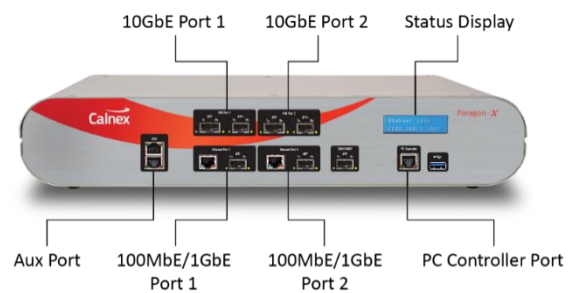 10GbE Port 1
10GbE Port 2
Status Display
Calnex
Paragon-X
Aux Port
100MbE/1GbE
Port 1
100MbE/1GbE
Port 2
PC Controller Port